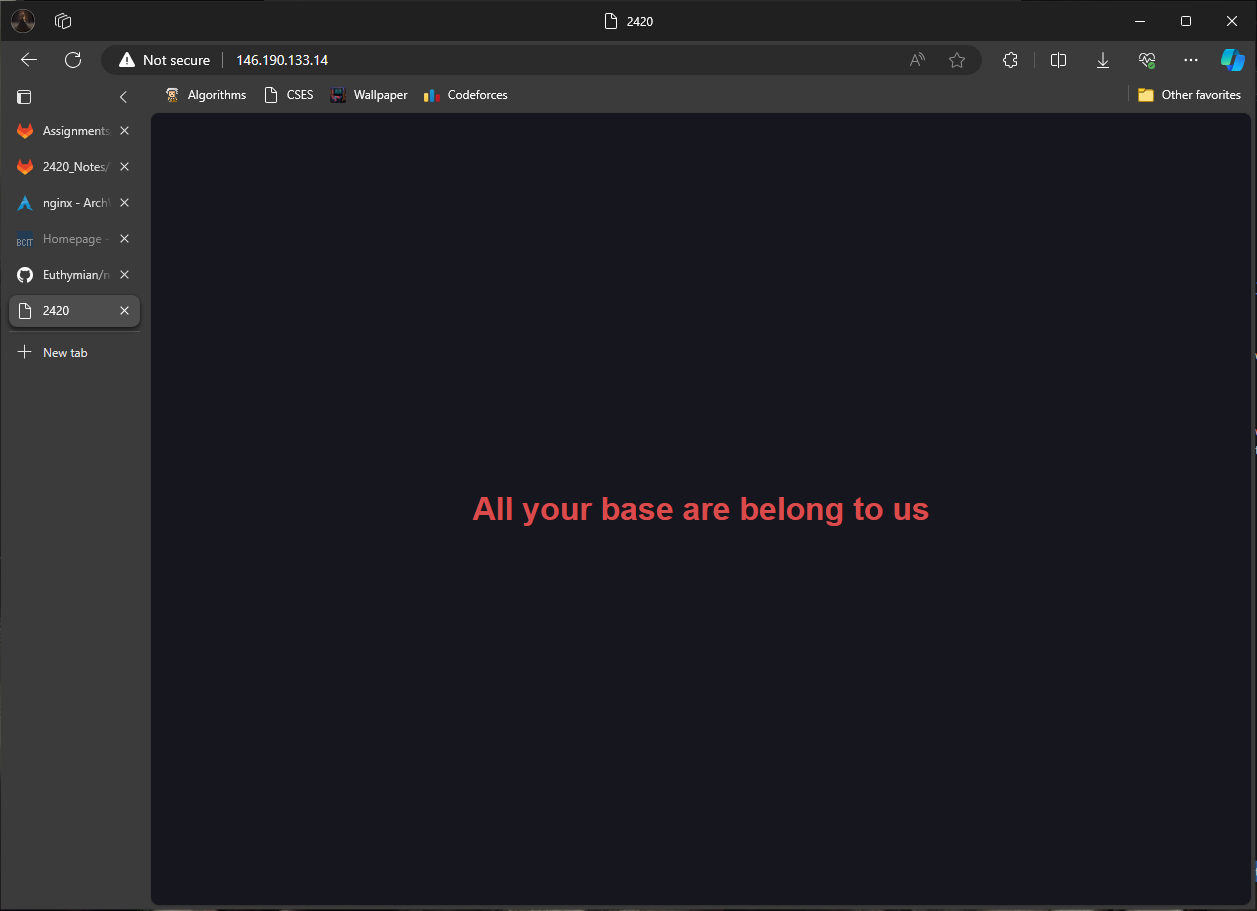 2420
Not secure
146.190.133.14
Algorithms
CSES
Wallpaper
Codeforces
Other favorites
Assignments
2420_Notes/
nginx - Arch
BCIT
Homepage -
Euthymian/n
2420
New tab
All your base are belong to us